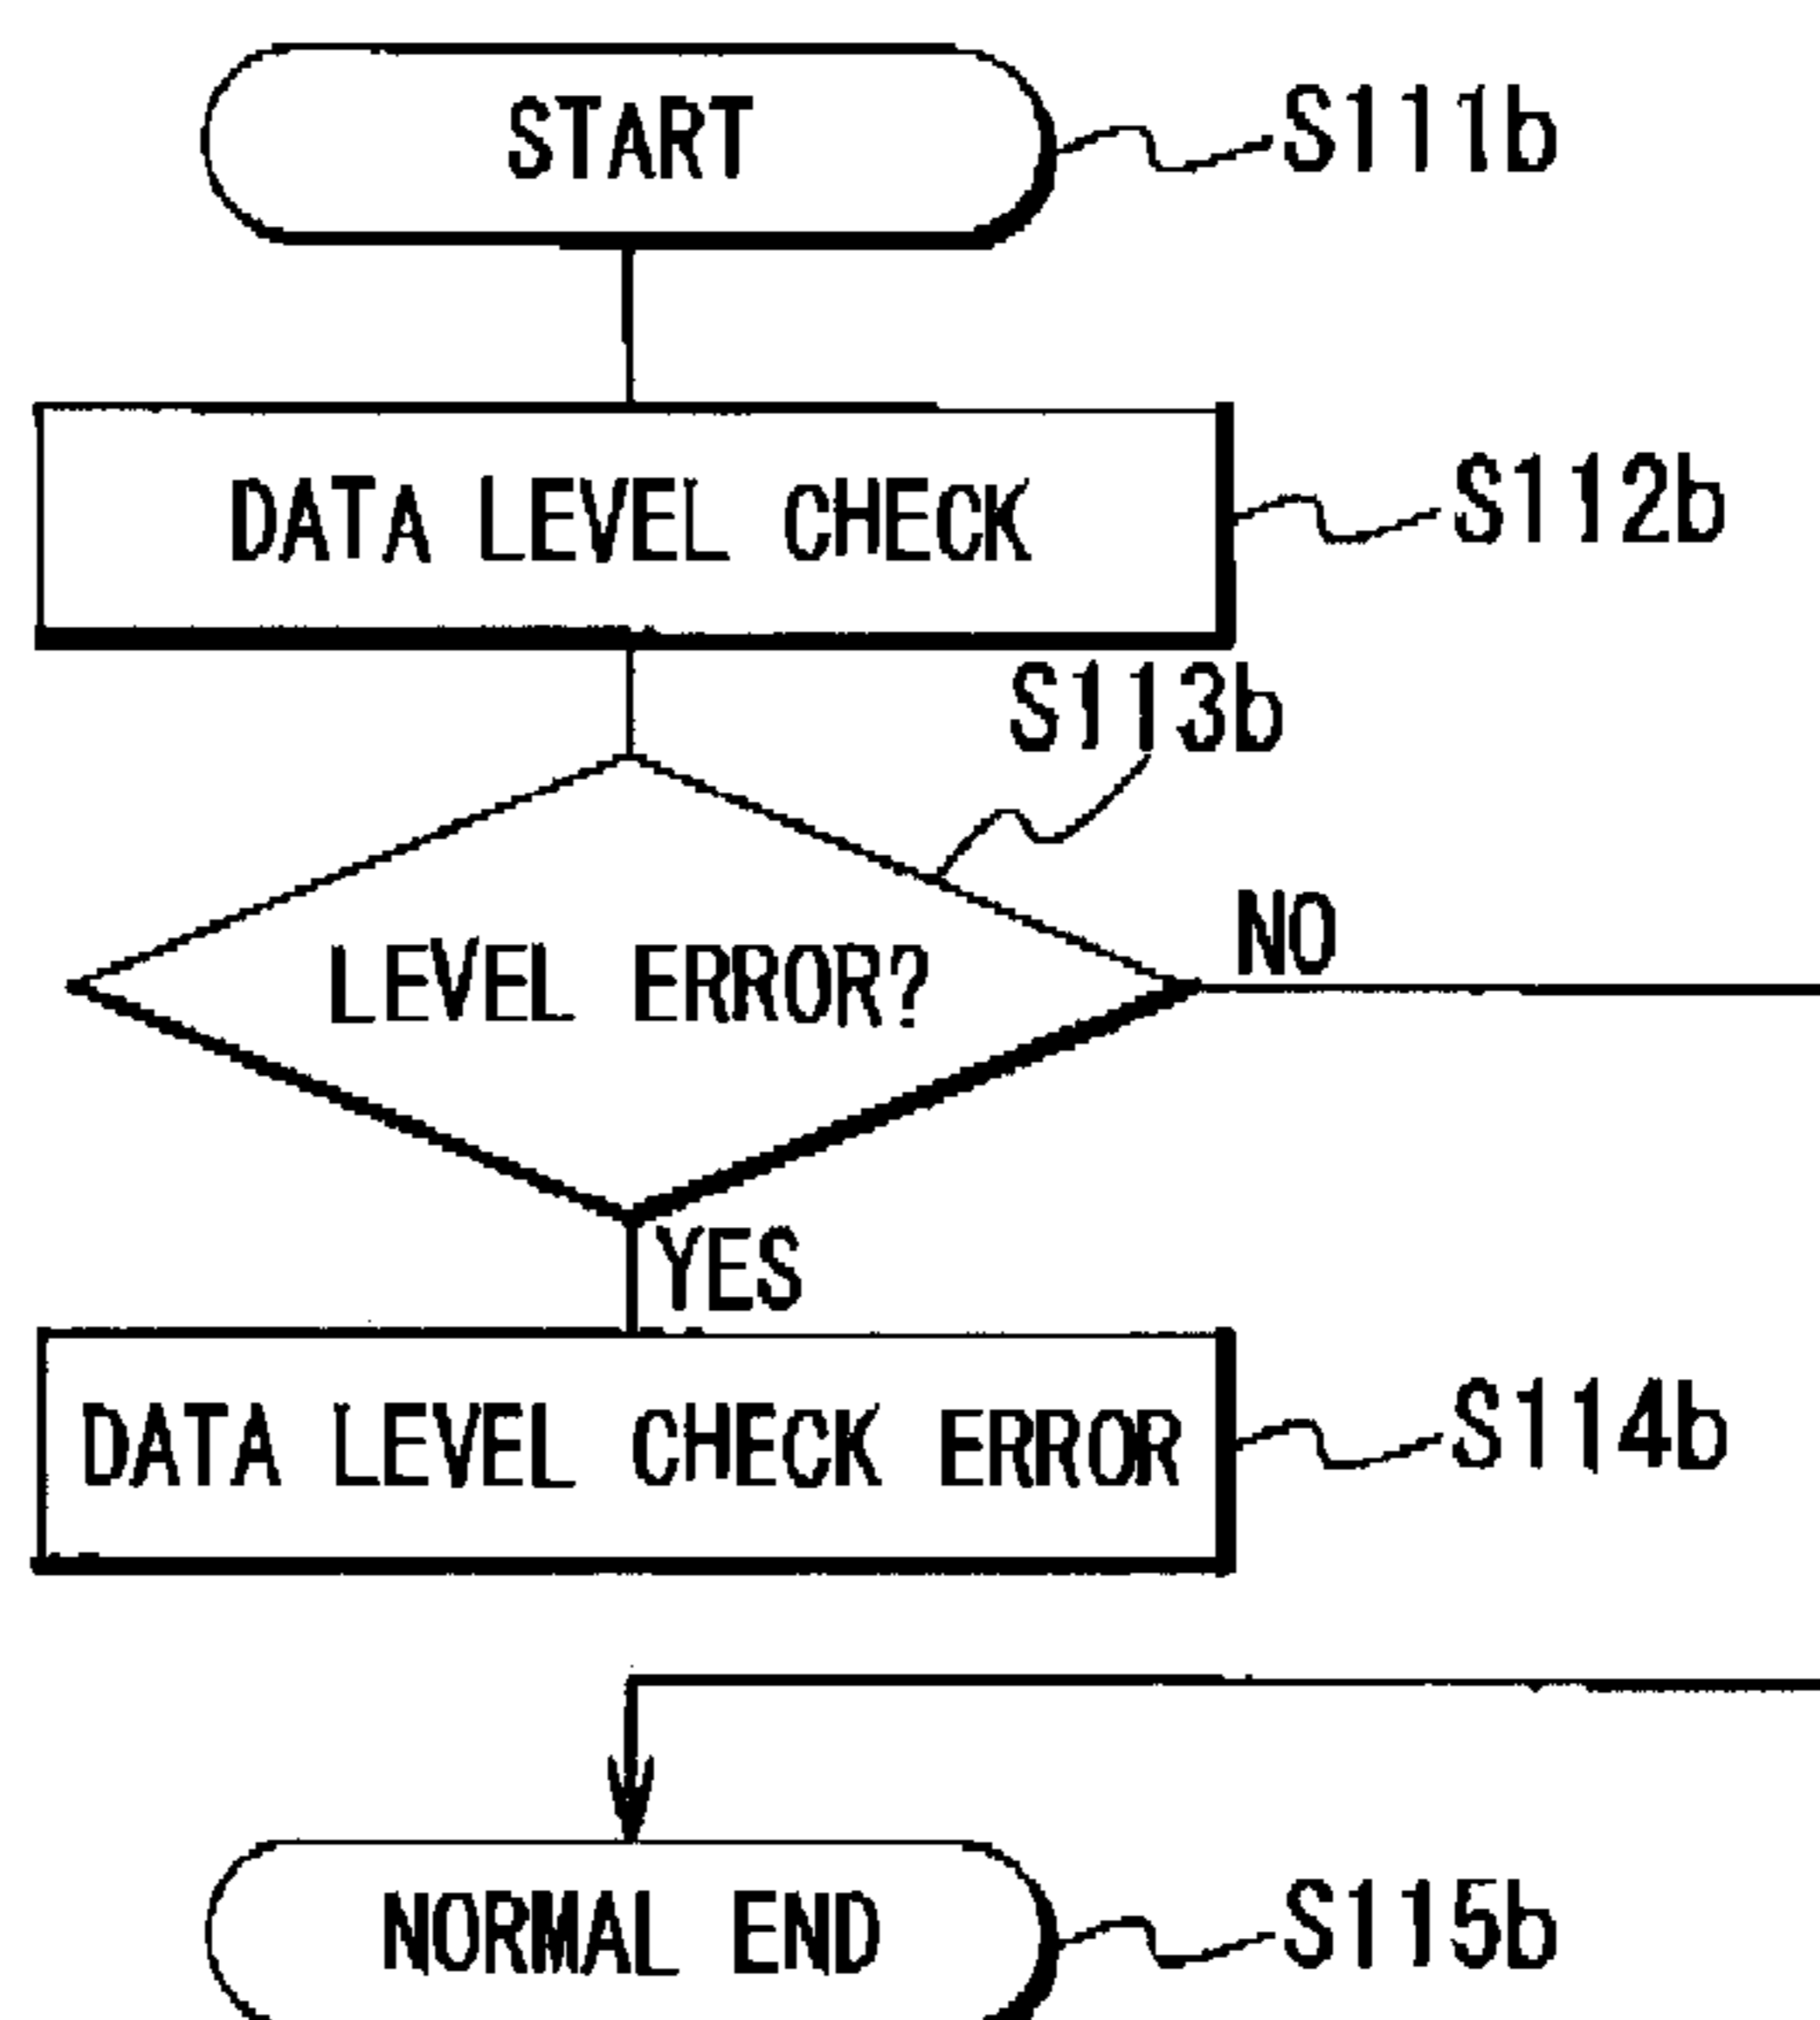 START
S111b
DATA LEVEL CHECK
S112b
S113b
LEVEL ERROR?
NO
YES
DATA LEVEL CHECK ERROR
S114b
NORMAL END
S115b